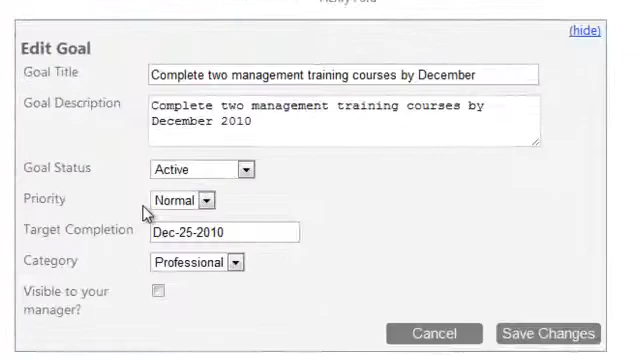 (hide)
Edit Goal
Goal Title
Complete two management training courses by December
Goal Description
Complete two management training courses by
December 2010
Goal Status
Active
Priority
Normal
Target Completion
Dec-25-2010
Category
Professional
Visible to your
manager?
Cancel
Save Changes